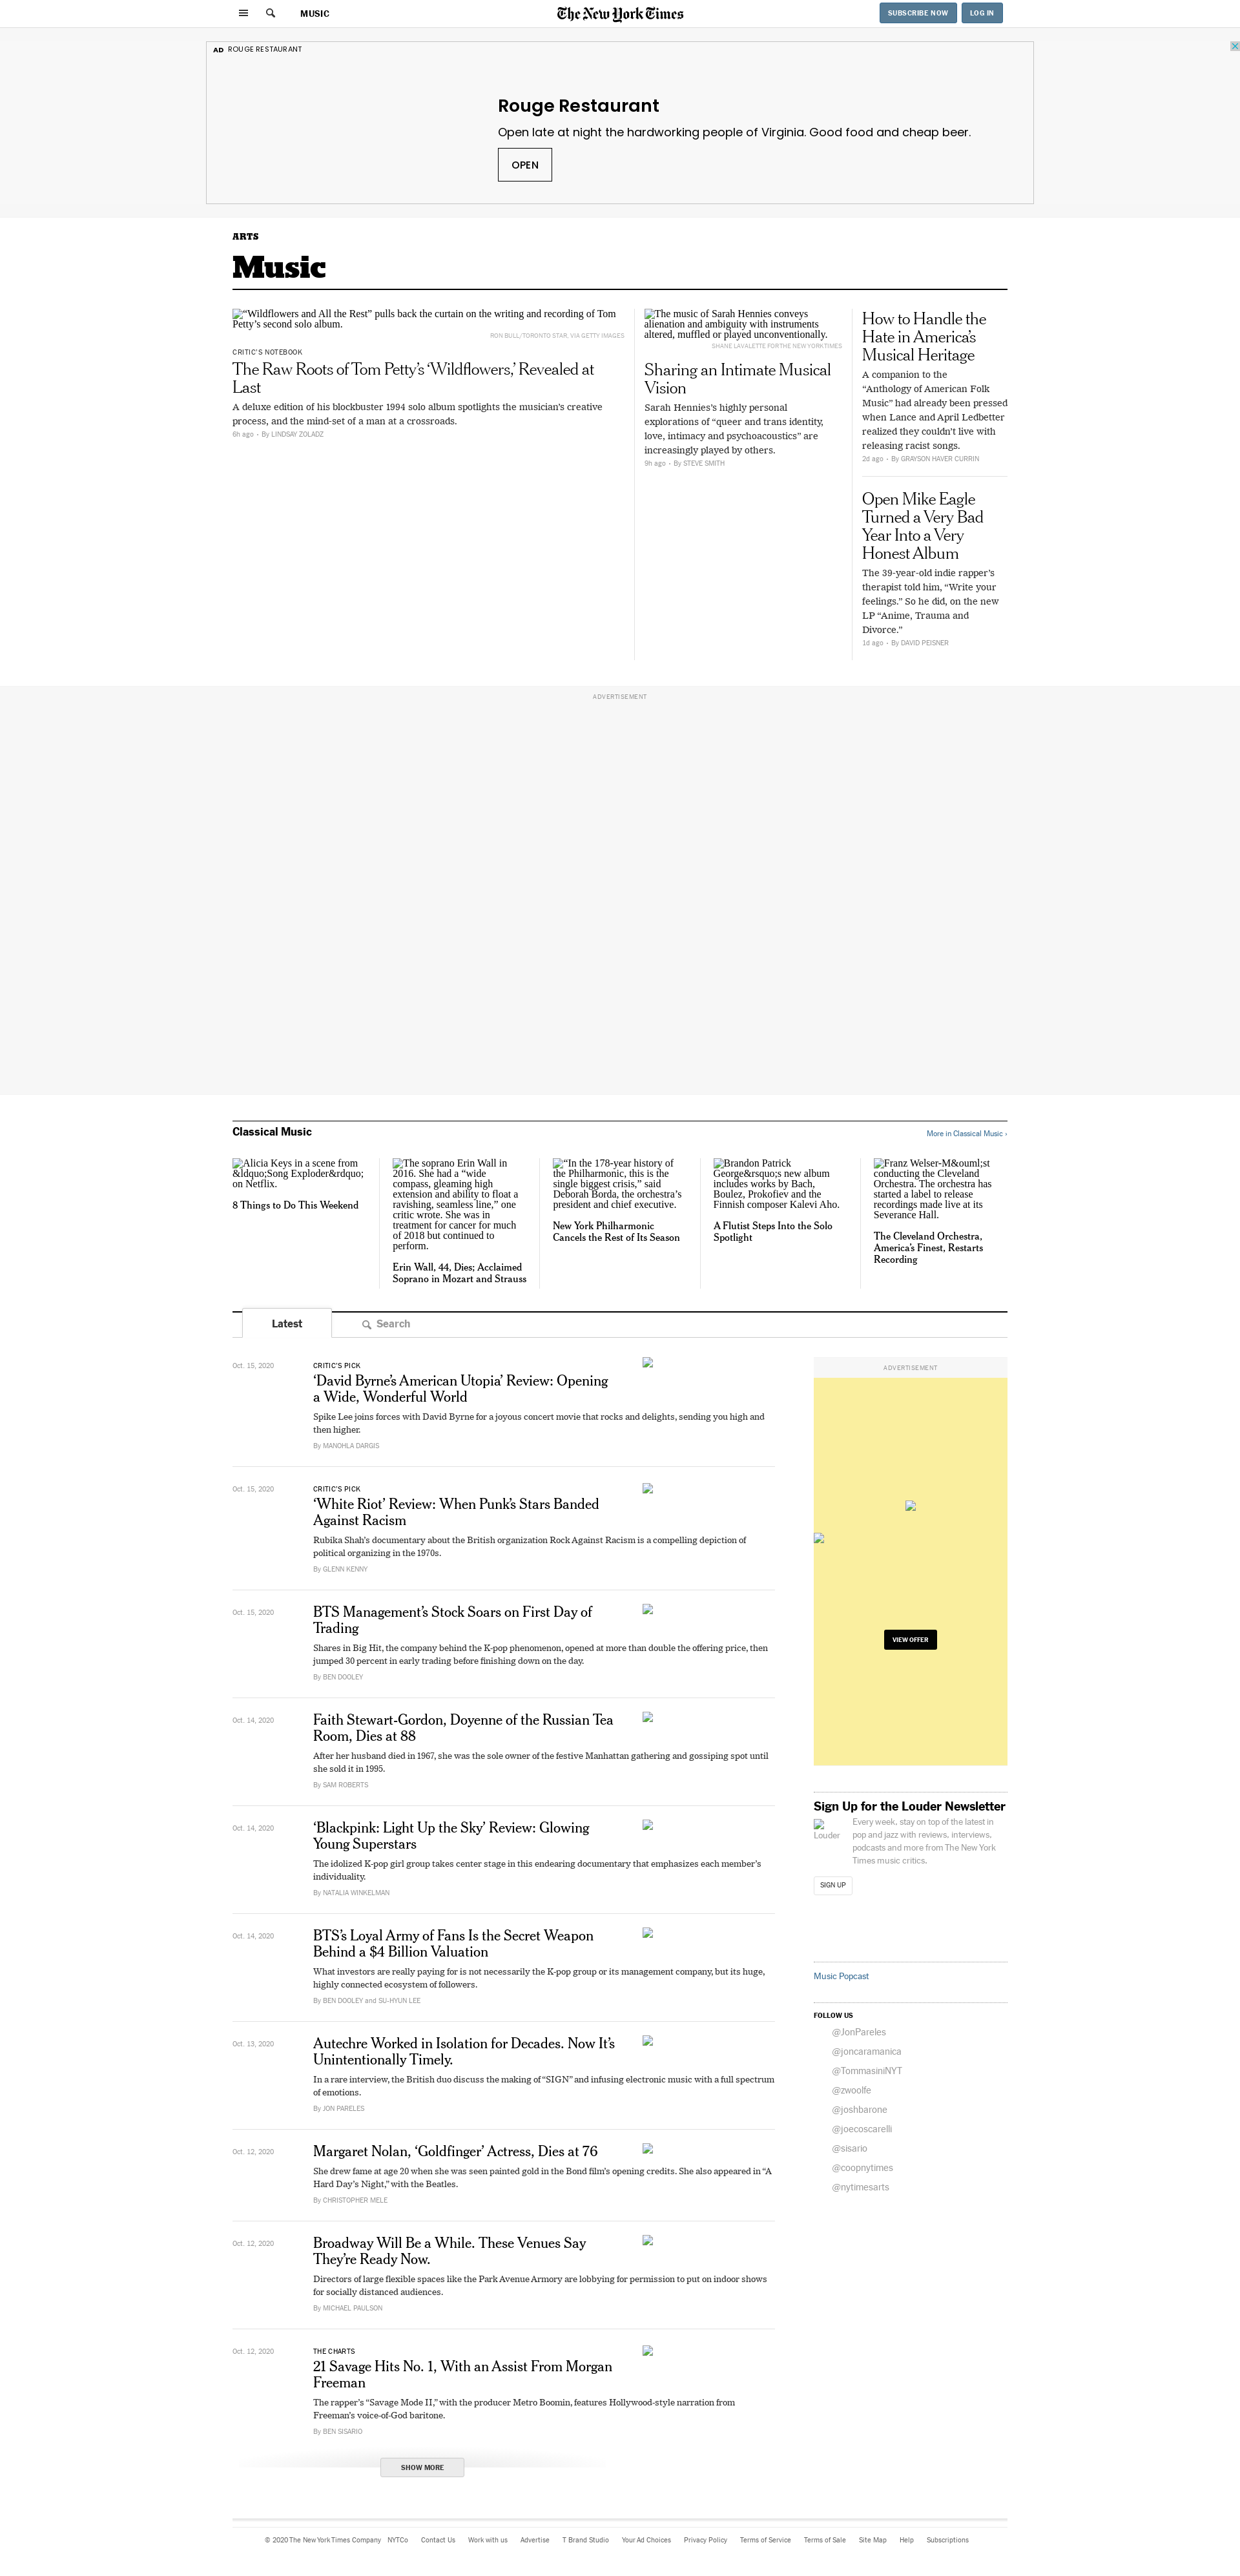 MUSIC
The New York Times
SUBSCRIBE NOW
LOG IN
AD ROUGE RESTAURANT
Rouge Restaurant
Open late at night the hardworking people of Virginia. Good food and cheap beer.
OPEN
ARTS
Music
“Wildflowers and All the Rest” pulls back the curtain on the writing and recording of Tom
Petty’s second solo album.
RON BULL/TORONTO STAR, VIA GETTY IMAGES
CRITIC’S NOTEBOOK
The Raw Roots of Tom Petty’s ‘Wildflowers,’ Revealed at
Last
A deluxe edition of his blockbuster 1994 solo album spotlights the musician’s creative
process, and the mind-set of a man at a crossroads.
6h ago • By LINDSAY ZOLADZ
The music of Sarah Hennies conveys
alienation and ambiguity with instruments
altered, muffled or played unconventionally.
SHANE LAVALETTE FOR THE NEW YORK TIMES
Sharing an Intimate Musical
Vision
Sarah Hennies’s highly personal
explorations of “queer and trans identity,
love, intimacy and psychoacoustics” are
increasingly played by others.
9h ago • By STEVE SMITH
How to Handle the
Hate in America’s
Musical Heritage
A companion to the
“Anthology of American Folk
Music” had already been pressed
when Lance and April Ledbetter
realized they couldn’t live with
releasing racist songs.
2d ago • By GRAYSON HAVER CURRIN
Open Mike Eagle
Turned a Very Bad
Year Into a Very
Honest Album
The 39-year-old indie rapper’s
therapist told him, “Write your
feelings.” So he did, on the new
LP “Anime, Trauma and
Divorce.”
1d ago • By DAVID PEISNER
ADVERTISEMENT
Classical Music
More in Classical Music ›
Alicia Keys in a scene from
&ldquo;Song Exploder&rdquo;
on Netflix.
8 Things to Do This Weekend
The soprano Erin Wall in
2016. She had a “wide
compass, gleaming high
extension and ability to float a
ravishing, seamless line,” one
critic wrote. She was in
treatment for cancer for much
of 2018 but continued to
perform.
Erin Wall, 44, Dies; Acclaimed
Soprano in Mozart and Strauss
“In the 178-year history of
the Philharmonic, this is the
single biggest crisis,” said
Deborah Borda, the orchestra’s
president and chief executive.
New York Philharmonic
Cancels the Rest of Its Season
Brandon Patrick
George&rsquo;s new album
includes works by Bach,
Boulez, Prokofiev and the
Finnish composer Kalevi Aho.
A Flutist Steps Into the Solo
Spotlight
Franz Welser-M&ouml;st
conducting the Cleveland
Orchestra. The orchestra has
started a label to release
recordings made live at its
Severance Hall.
The Cleveland Orchestra,
America’s Finest, Restarts
Recording
Latest
Search
Oct. 15, 2020
CRITIC’S PICK
‘David Byrne’s American Utopia’ Review: Opening
a Wide, Wonderful World
Spike Lee joins forces with David Byrne for a joyous concert movie that rocks and delights, sending you high and
then higher.
By MANOHLA DARGIS
Oct. 15, 2020
CRITIC’S PICK
‘White Riot’ Review: When Punk’s Stars Banded
Against Racism
Rubika Shah’s documentary about the British organization Rock Against Racism is a compelling depiction of
political organizing in the 1970s.
By GLENN KENNY
Oct. 15, 2020
BTS Management’s Stock Soars on First Day of
Trading
Shares in Big Hit, the company behind the K-pop phenomenon, opened at more than double the offering price, then
jumped 30 percent in early trading before finishing down on the day.
By BEN DOOLEY
Oct. 14, 2020
Faith Stewart-Gordon, Doyenne of the Russian Tea
Room, Dies at 88
After her husband died in 1967, she was the sole owner of the festive Manhattan gathering and gossiping spot until
she sold it in 1995.
By SAM ROBERTS
Oct. 14, 2020
‘Blackpink: Light Up the Sky’ Review: Glowing
Young Superstars
The idolized K-pop girl group takes center stage in this endearing documentary that emphasizes each member’s
individuality.
By NATALIA WINKELMAN
Oct. 14, 2020
BTS’s Loyal Army of Fans Is the Secret Weapon
Behind a $4 Billion Valuation
What investors are really paying for is not necessarily the K-pop group or its management company, but its huge,
highly connected ecosystem of followers.
By BEN DOOLEY and SU-HYUN LEE
Oct. 13, 2020
Autechre Worked in Isolation for Decades. Now It’s
Unintentionally Timely.
In a rare interview, the British duo discuss the making of “SIGN” and infusing electronic music with a full spectrum
of emotions.
By JON PARELES
Oct. 12, 2020
Margaret Nolan, ‘Goldfinger’ Actress, Dies at 76
She drew fame at age 20 when she was seen painted gold in the Bond film’s opening credits. She also appeared in “A
Hard Day’s Night,” with the Beatles.
By CHRISTOPHER MELE
Oct. 12, 2020
Broadway Will Be a While. These Venues Say
They’re Ready Now.
Directors of large flexible spaces like the Park Avenue Armory are lobbying for permission to put on indoor shows
for socially distanced audiences.
By MICHAEL PAULSON
Oct. 12, 2020
THE CHARTS
21 Savage Hits No. 1, With an Assist From Morgan
Freeman
The rapper’s “Savage Mode II,” with the producer Metro Boomin, features Hollywood-style narration from
Freeman’s voice-of-God baritone.
By BEN SISARIO
SHOW MORE
ADVERTISEMENT
VIEW OFFER
Sign Up for the Louder Newsletter
Louder
Every week, stay on top of the latest in
pop and jazz with reviews, interviews,
podcasts and more from The New York
Times music critics.
SIGN UP
Music Popcast
FOLLOW US
@JonPareles
@joncaramanica
@TommasiniNYT
@zwoolfe
@joshbarone
@joecoscarelli
@sisario
@coopnytimes
@nytimesarts
© 2020 The New York Times Company NYTCo Contact Us Work with us Advertise T Brand Studio Your Ad Choices Privacy Policy Terms of Service Terms of Sale Site Map Help Subscriptions